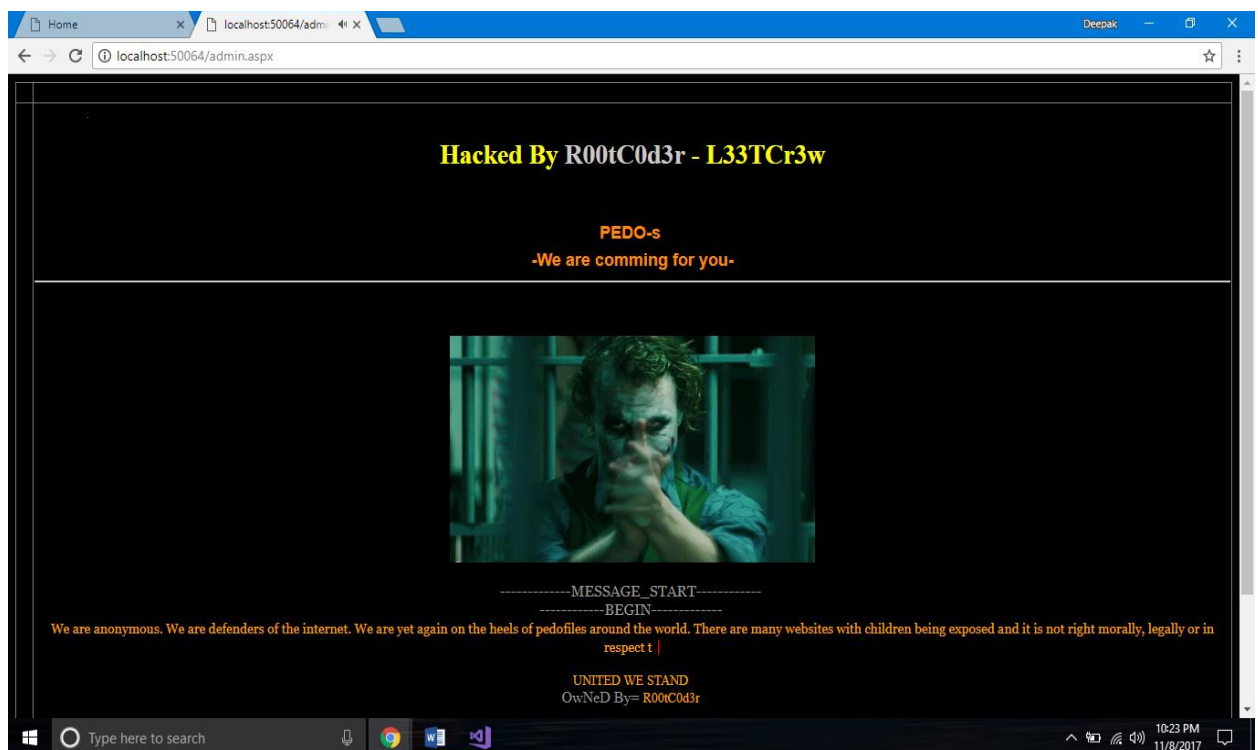 Home
localhost:50064/admi
Deepak
localhost:50064/admin.aspx
Hacked By R00tC0d3r - L33TCr3w
PEDO-s
-We are comming for you-
-------------MESSAGE_START------------
------------BEGIN-------------
We are anonymous. We are defenders of the internet. We are yet again on the heels of pedofiles around the world. There are many websites with children being exposed and it is not right morally, legally or in
respect t
UNITED WE STAND
OwNeD By= R00tC0d3r
Type here to search
10:23 PM
11/8/2017